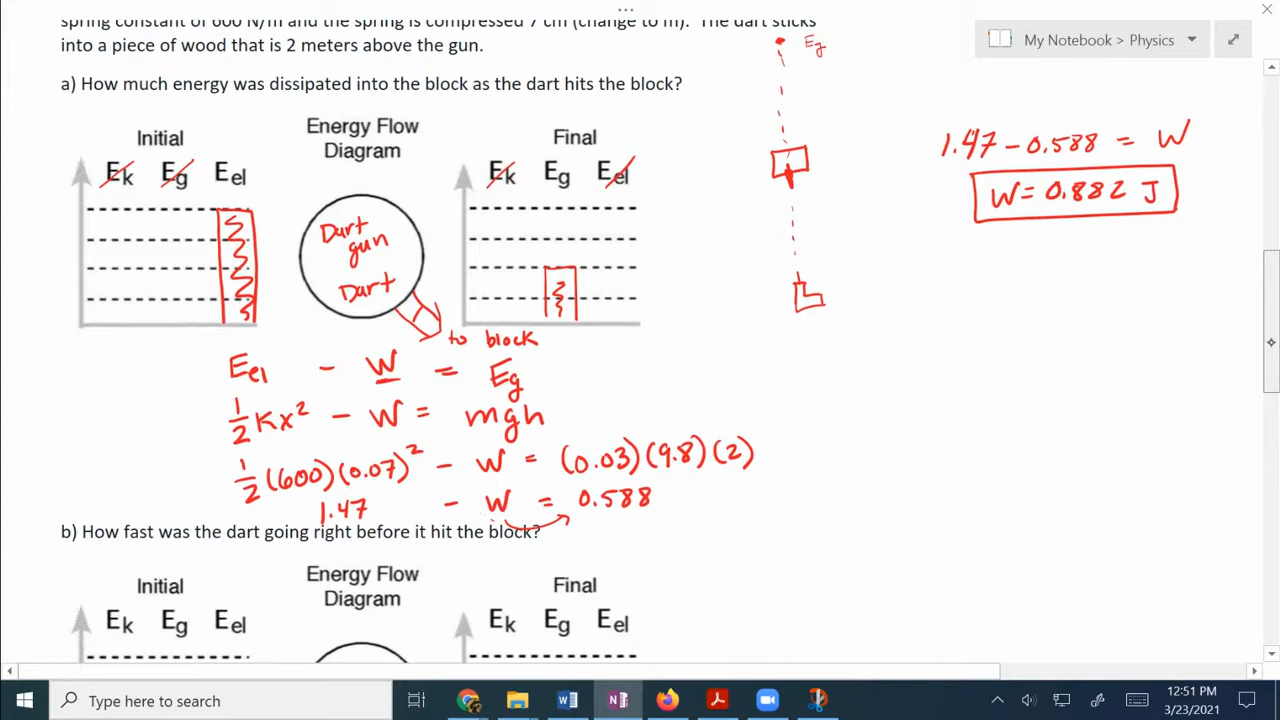 spring constant of 600 N/m and the spring is compressed 7 cm (change to m). The dart sticks
into a piece of wood that is 2 meters above the gun.
My Notebook > Physics
Eg
a) How much energy was dissipated into the block as the dart hits the block?
Initial
Energy Flow
Diagram
Final
Ek Eg Eel
Ek Eg Eel
1.47 - 0.588 = W
W = 0.882 J
Dart
gun
Dart
to block
Eel - W = Eg
1/2 Kx² - W = mgh
1/2 (600)(0.07)² - W = (0.03)(9.8)(2)
1.47 - W = 0.588
b) How fast was the dart going right before it hit the block?
Initial
Energy Flow
Diagram
Final
Ek Eg Eel
Ek Eg Eel
Type here to search
12:51 PM
3/23/2021